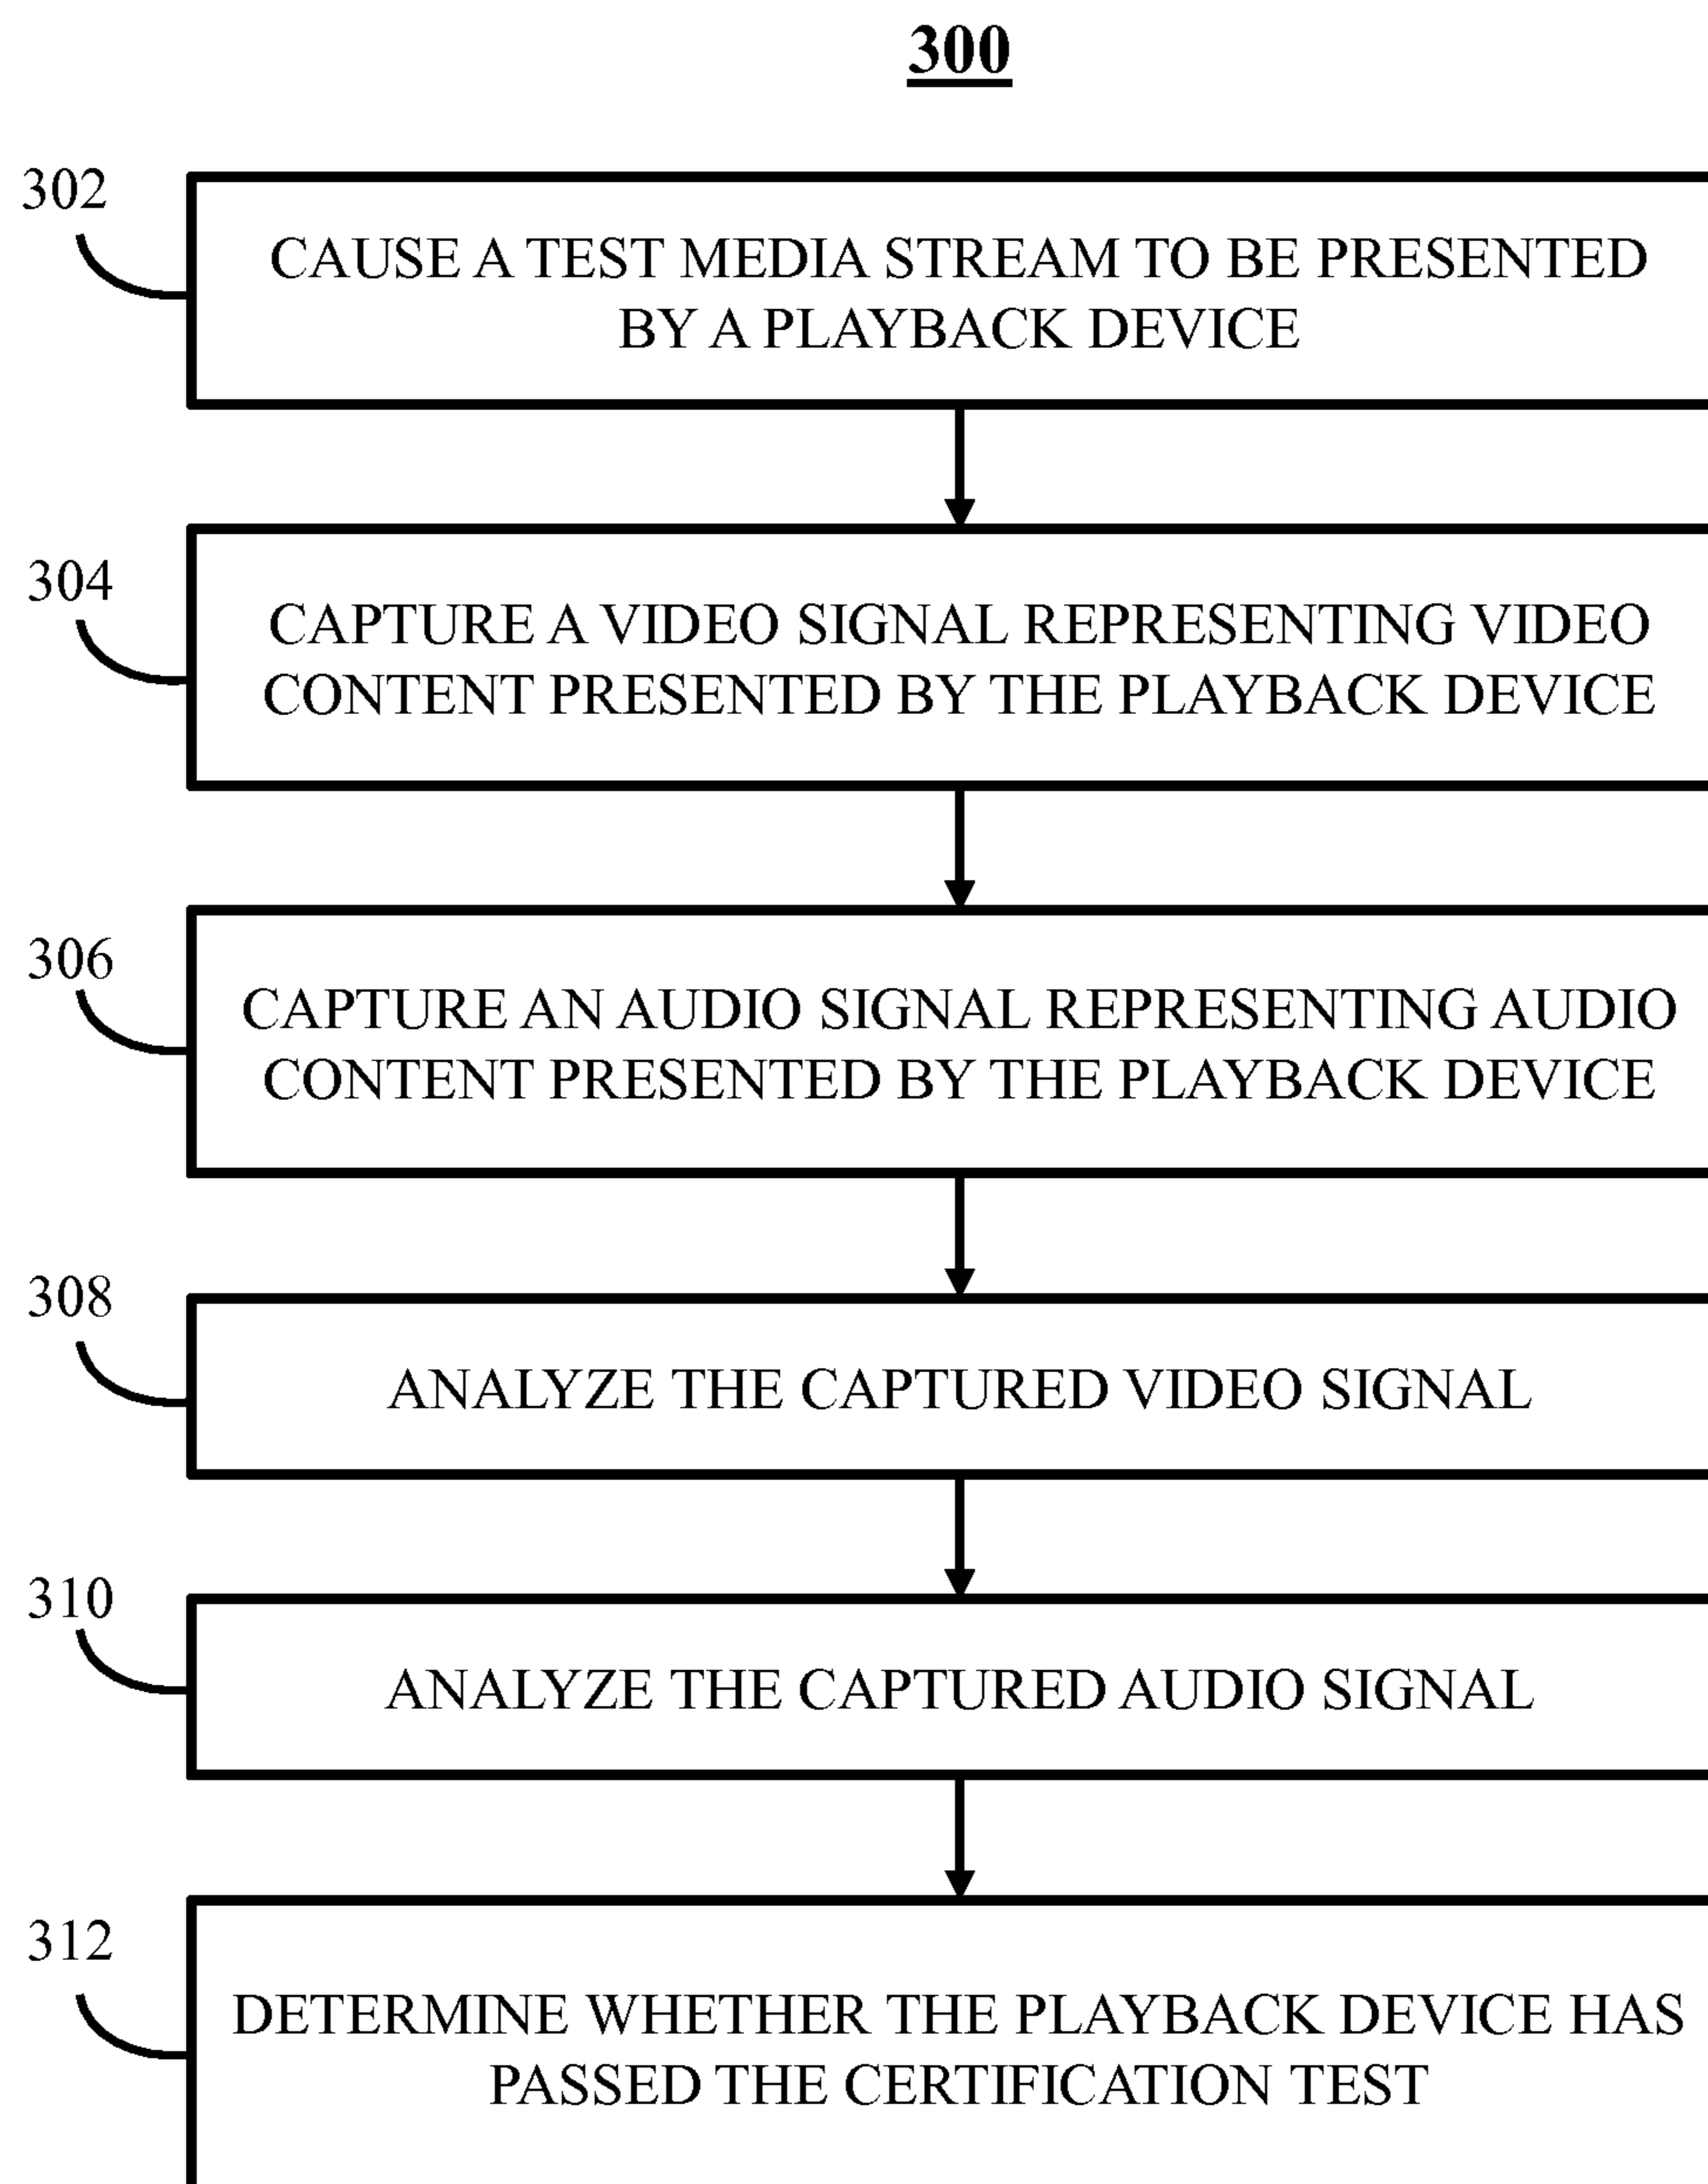 300
302
CAUSE A TEST MEDIA STREAM TO BE PRESENTED
BY A PLAYBACK DEVICE
304
CAPTURE A VIDEO SIGNAL REPRESENTING VIDEO
CONTENT PRESENTED BY THE PLAYBACK DEVICE
306
CAPTURE AN AUDIO SIGNAL REPRESENTING AUDIO
CONTENT PRESENTED BY THE PLAYBACK DEVICE
308
ANALYZE THE CAPTURED VIDEO SIGNAL
310
ANALYZE THE CAPTURED AUDIO SIGNAL
312
DETERMINE WHETHER THE PLAYBACK DEVICE HAS
PASSED THE CERTIFICATION TEST